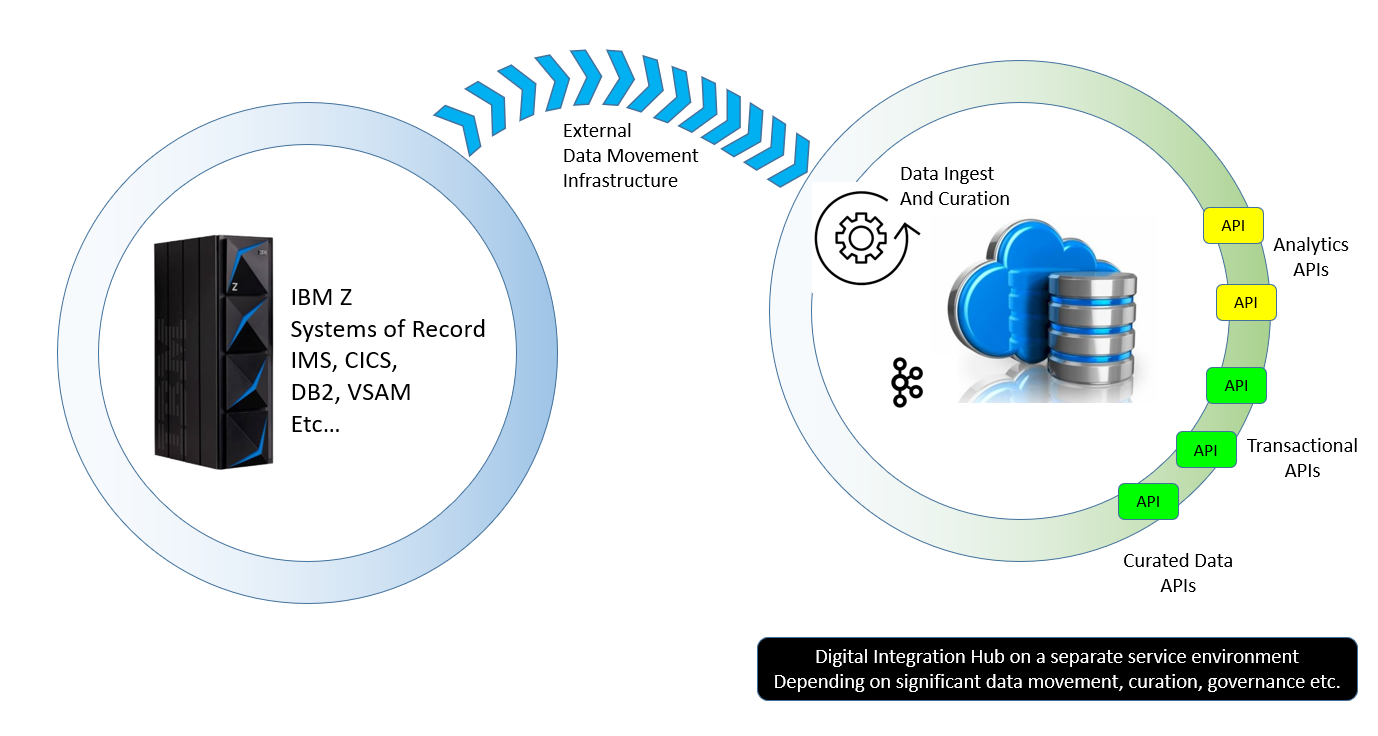 External
Data Movement
Infrastructure
IBM Z
Systems of Record
IMS, CICS,
DB2, VSAM
Etc...
Z
Data Ingest
And Curation
API
API
Analytics
APIs
API
API
API
Transactional
APIs
Curated Data
APIs
Digital Integration Hub on a separate service environment
Depending on significant data movement, curation, governance etc.